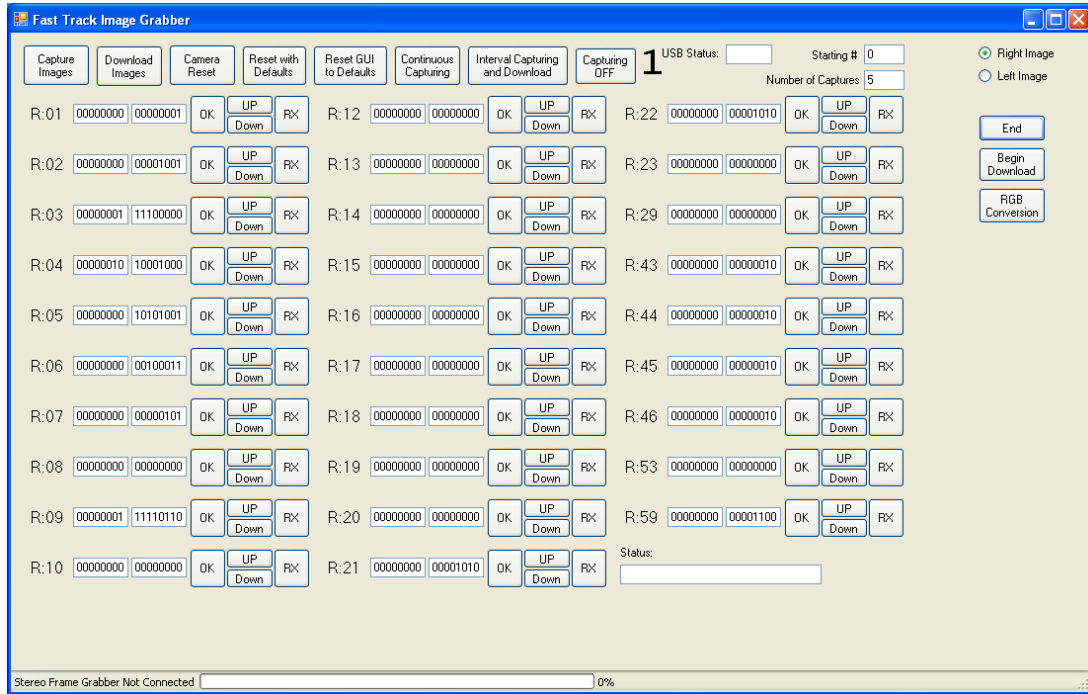 Fast Track Image Grabber
Capture Images
Download Images
Camera Reset
Reset with Defaults
Reset GUI to Defaults
Continuous Capturing
Interval Capturing and Download
Capturing OFF
1
USB Status:
Starting # 0
Number of Captures 5
Right Image
Left Image
End
Begin Download
RGB Conversion
R:01 00000000 00000001 OK UP Down RX
R:02 00000000 00001001 OK UP Down RX
R:03 00000001 11100000 OK UP Down RX
R:04 00000010 10001000 OK UP Down RX
R:05 00000000 10101001 OK UP Down RX
R:06 00000000 00100011 OK UP Down RX
R:07 00000000 00000101 OK UP Down RX
R:08 00000000 00000000 OK UP Down RX
R:09 00000001 11110110 OK UP Down RX
R:10 00000000 00000000 OK UP Down RX
R:12 00000000 00000000 OK UP Down RX
R:13 00000000 00000000 OK UP Down RX
R:14 00000000 00000000 OK UP Down RX
R:15 00000000 00000000 OK UP Down RX
R:16 00000000 00000000 OK UP Down RX
R:17 00000000 00000000 OK UP Down RX
R:18 00000000 00000000 OK UP Down RX
R:19 00000000 00000000 OK UP Down RX
R:20 00000000 00000000 OK UP Down RX
R:21 00000000 00001010 OK UP Down RX
R:22 00000000 00001010 OK UP Down RX
R:23 00000000 00000000 OK UP Down RX
R:29 00000000 00000000 OK UP Down RX
R:43 00000000 00000010 OK UP Down RX
R:44 00000000 00000010 OK UP Down RX
R:45 00000000 00000010 OK UP Down RX
R:46 00000000 00000010 OK UP Down RX
R:53 00000000 00000000 OK UP Down RX
R:59 00000000 00001100 OK UP Down RX
Status:
Stereo Frame Grabber Not Connected 0%